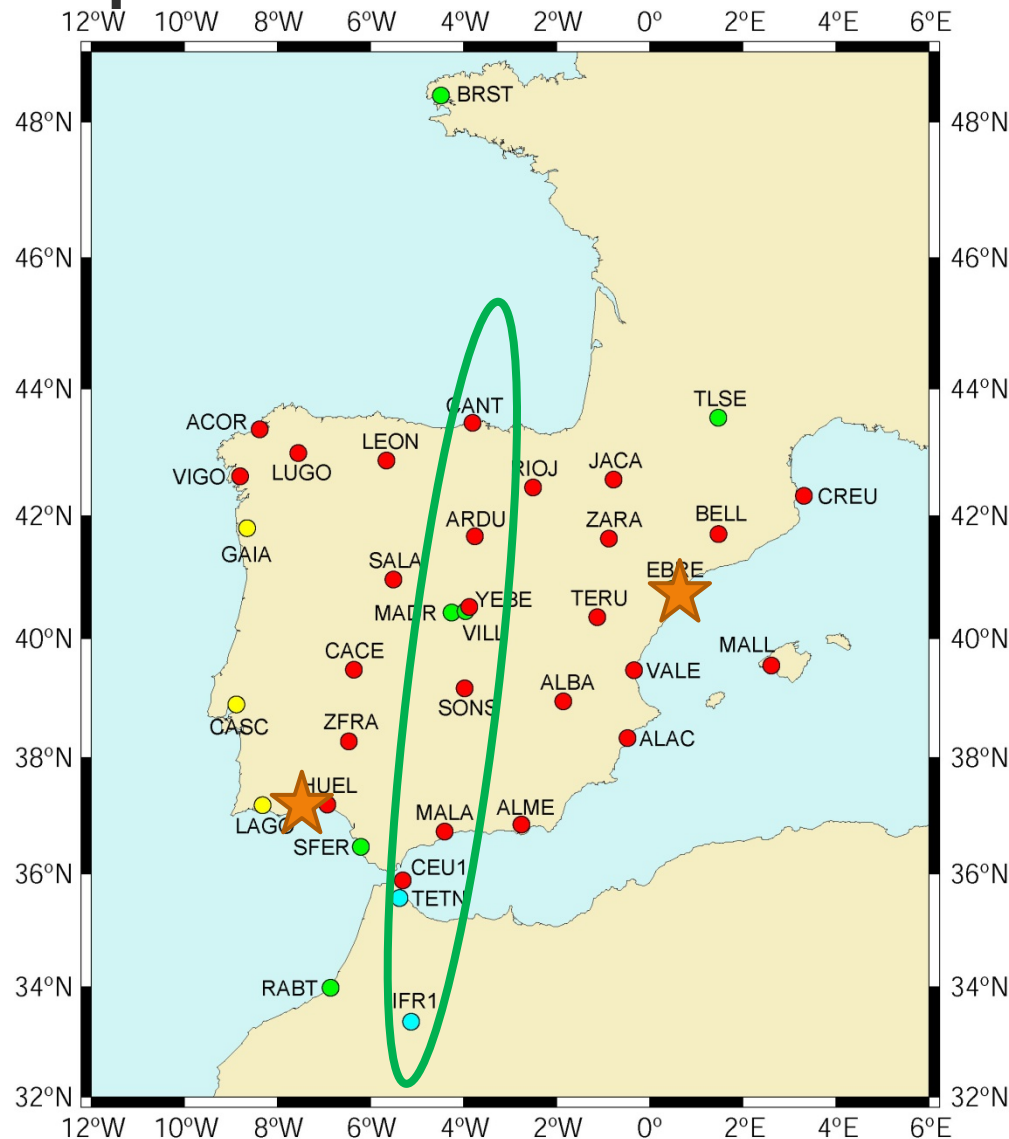 12°W 10°W 8°W 6°W 4°W 2°W 0° 2°E 4°E 6°E
BRST
48°N 48°N
46°N 46°N
44°N 44°N
TLSE
CANT
ACOR
LEON
VIGO LUGO
RIOJ JACA
CREU
42°N 42°N
ARDU ZARA BELL
GAIA
SALA
EBRE
MADR YEBE TERU
VILL
40°N 40°N
MALL
CACE
VALE
ALBA
SONS
CASC ZFRA
ALAC
38°N 38°N
HUEL
MALA ALME
LAGO
SFER
36°N 36°N
CEU1
TETN
34°N 34°N
RABT
IFR1
32°N 32°N
12°W 10°W 8°W 6°W 4°W 2°W 0° 2°E 4°E 6°E